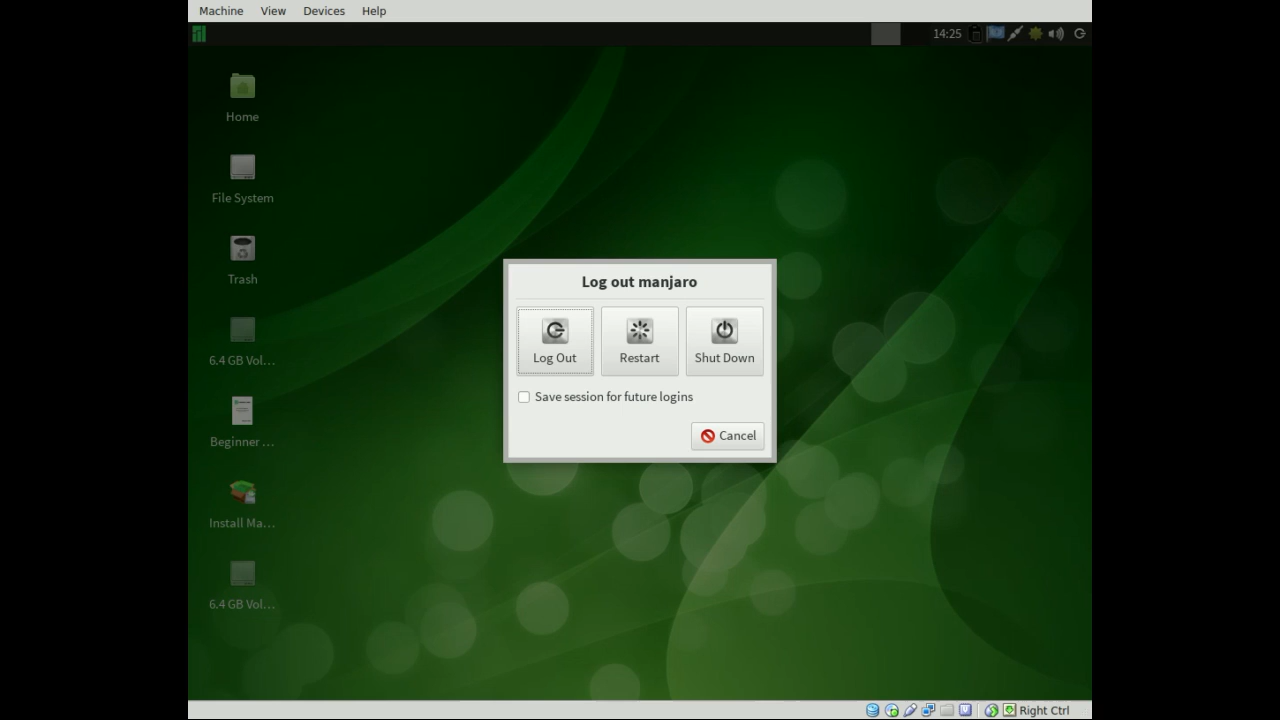 Machine View Devices Help
14:25
Home
File System
Trash
6.4 GB Vol...
Beginner ...
Install Ma...
6.4 GB Vol...
Log out manjaro
Log Out Restart Shut Down
Save session for future logins
Cancel
Right Ctrl